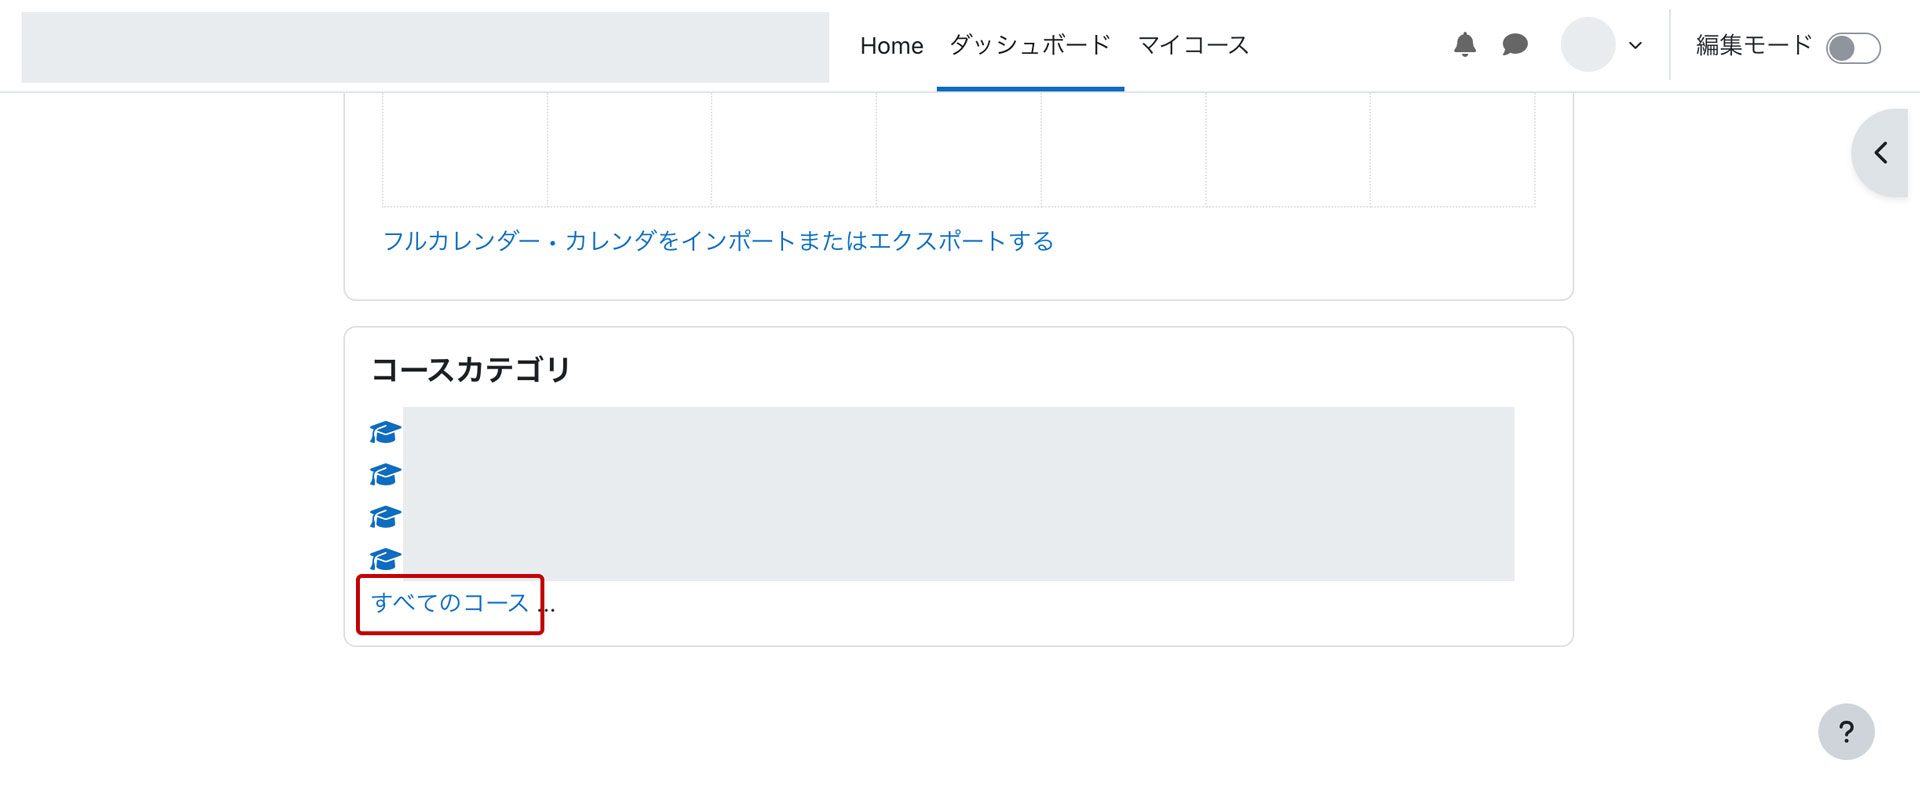 Home ダッシュボード マイコース 編集モード
フルカレンダー・カレンダをインポートまたはエクスポートする
コースカテゴリ
すべてのコース ...
?